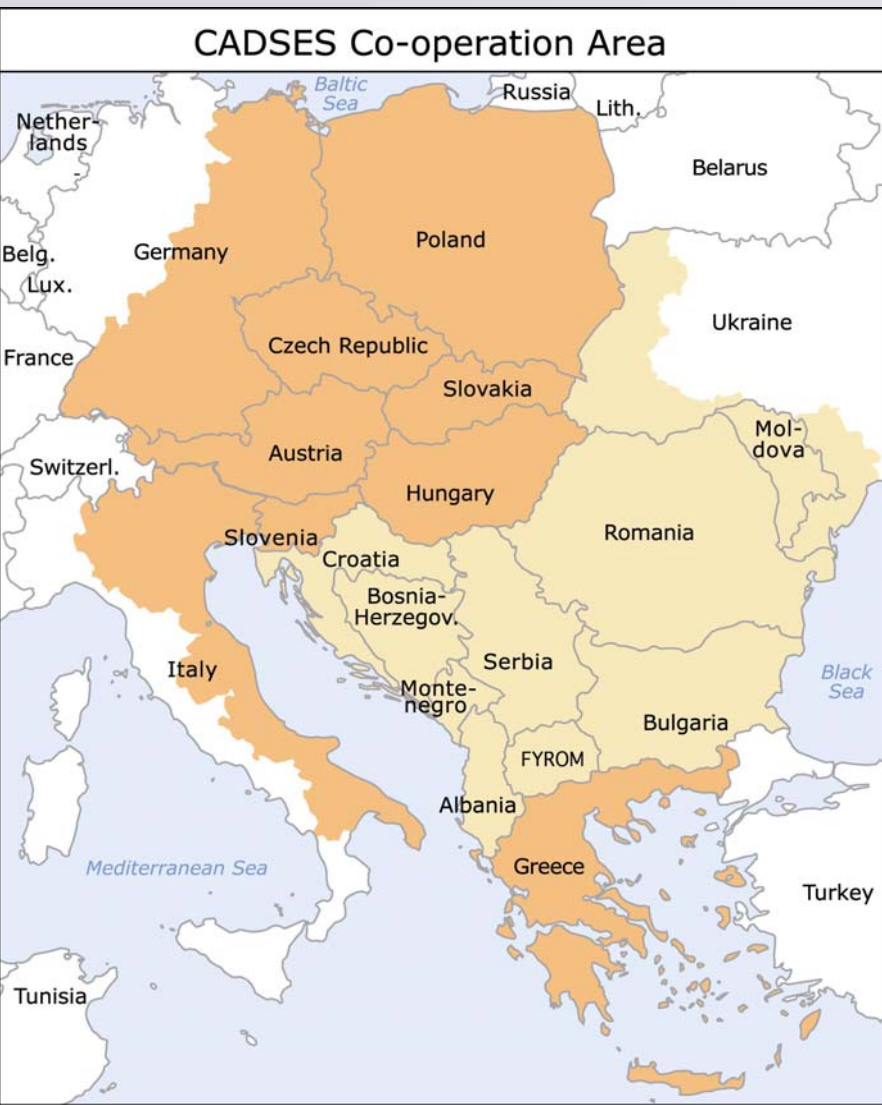 CADSES Co-operation Area
Baltic
Sea
Russia
Lith.
Nether-
lands
-
Belarus
Germany
Poland
Belg.
Lux.
Ukraine
France
Czech Republic
Slovakia
Mol-
dova
Switzerl.
Austria
Hungary
Romania
Slovenia
Croatia
Bosnia-
Herzegov.
Serbia
Italy
Monte-
negro
Black
Sea
Bulgaria
FYROM
Albania
Mediterranean Sea
Greece
Turkey
Tunisia